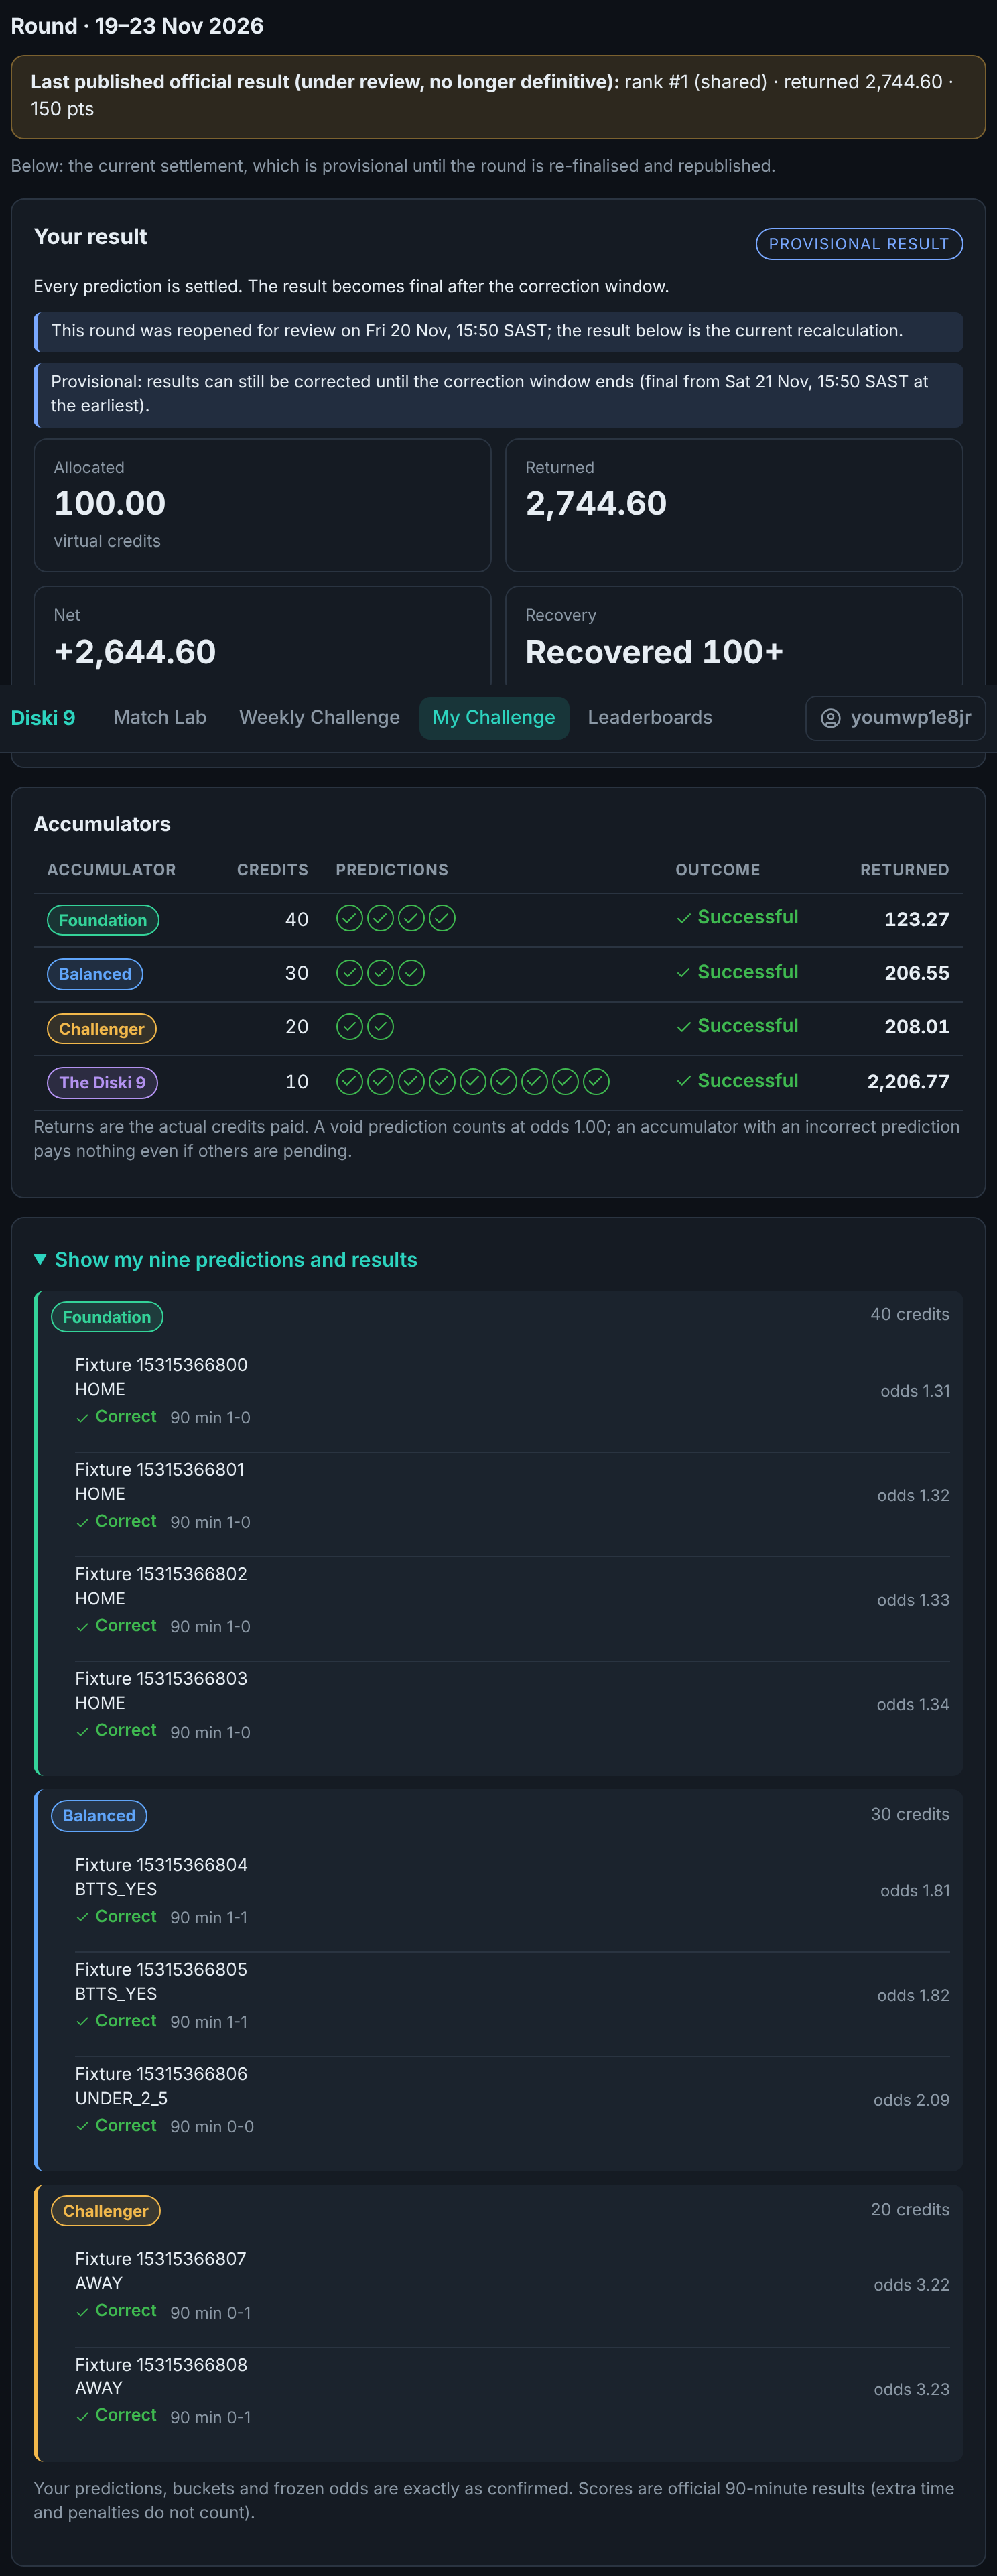 Round · 19–23 Nov 2026
Last published official result (under review, no longer definitive): rank #1 (shared) · returned 2,744.60 ·
150 pts
Below: the current settlement, which is provisional until the round is re-finalised and republished.
Your result
PROVISIONAL RESULT
Every prediction is settled. The result becomes final after the correction window.
This round was reopened for review on Fri 20 Nov, 15:50 SAST; the result below is the current recalculation.
Provisional: results can still be corrected until the correction window ends (final from Sat 21 Nov, 15:50 SAST at
the earliest).
Allocated
100.00
virtual credits
Returned
2,744.60
Net
+2,644.60
Recovery
Recovered 100+
Diski 9 Match Lab Weekly Challenge My Challenge Leaderboards youmwp1e8jr
Accumulators
ACCUMULATOR CREDITS PREDICTIONS OUTCOME RETURNED
Foundation 40 ✓ Successful 123.27
Balanced 30 ✓ Successful 206.55
Challenger 20 ✓ Successful 208.01
The Diski 9 10 ✓ Successful 2,206.77
Returns are the actual credits paid. A void prediction counts at odds 1.00; an accumulator with an incorrect prediction
pays nothing even if others are pending.
▼ Show my nine predictions and results
Foundation 40 credits
Fixture 15315366800
HOME odds 1.31
✓ Correct 90 min 1-0
Fixture 15315366801
HOME odds 1.32
✓ Correct 90 min 1-0
Fixture 15315366802
HOME odds 1.33
✓ Correct 90 min 1-0
Fixture 15315366803
HOME odds 1.34
✓ Correct 90 min 1-0
Balanced 30 credits
Fixture 15315366804
BTTS_YES odds 1.81
✓ Correct 90 min 1-1
Fixture 15315366805
BTTS_YES odds 1.82
✓ Correct 90 min 1-1
Fixture 15315366806
UNDER_2_5 odds 2.09
✓ Correct 90 min 0-0
Challenger 20 credits
Fixture 15315366807
AWAY odds 3.22
✓ Correct 90 min 0-1
Fixture 15315366808
AWAY odds 3.23
✓ Correct 90 min 0-1
Your predictions, buckets and frozen odds are exactly as confirmed. Scores are official 90-minute results (extra time
and penalties do not count).